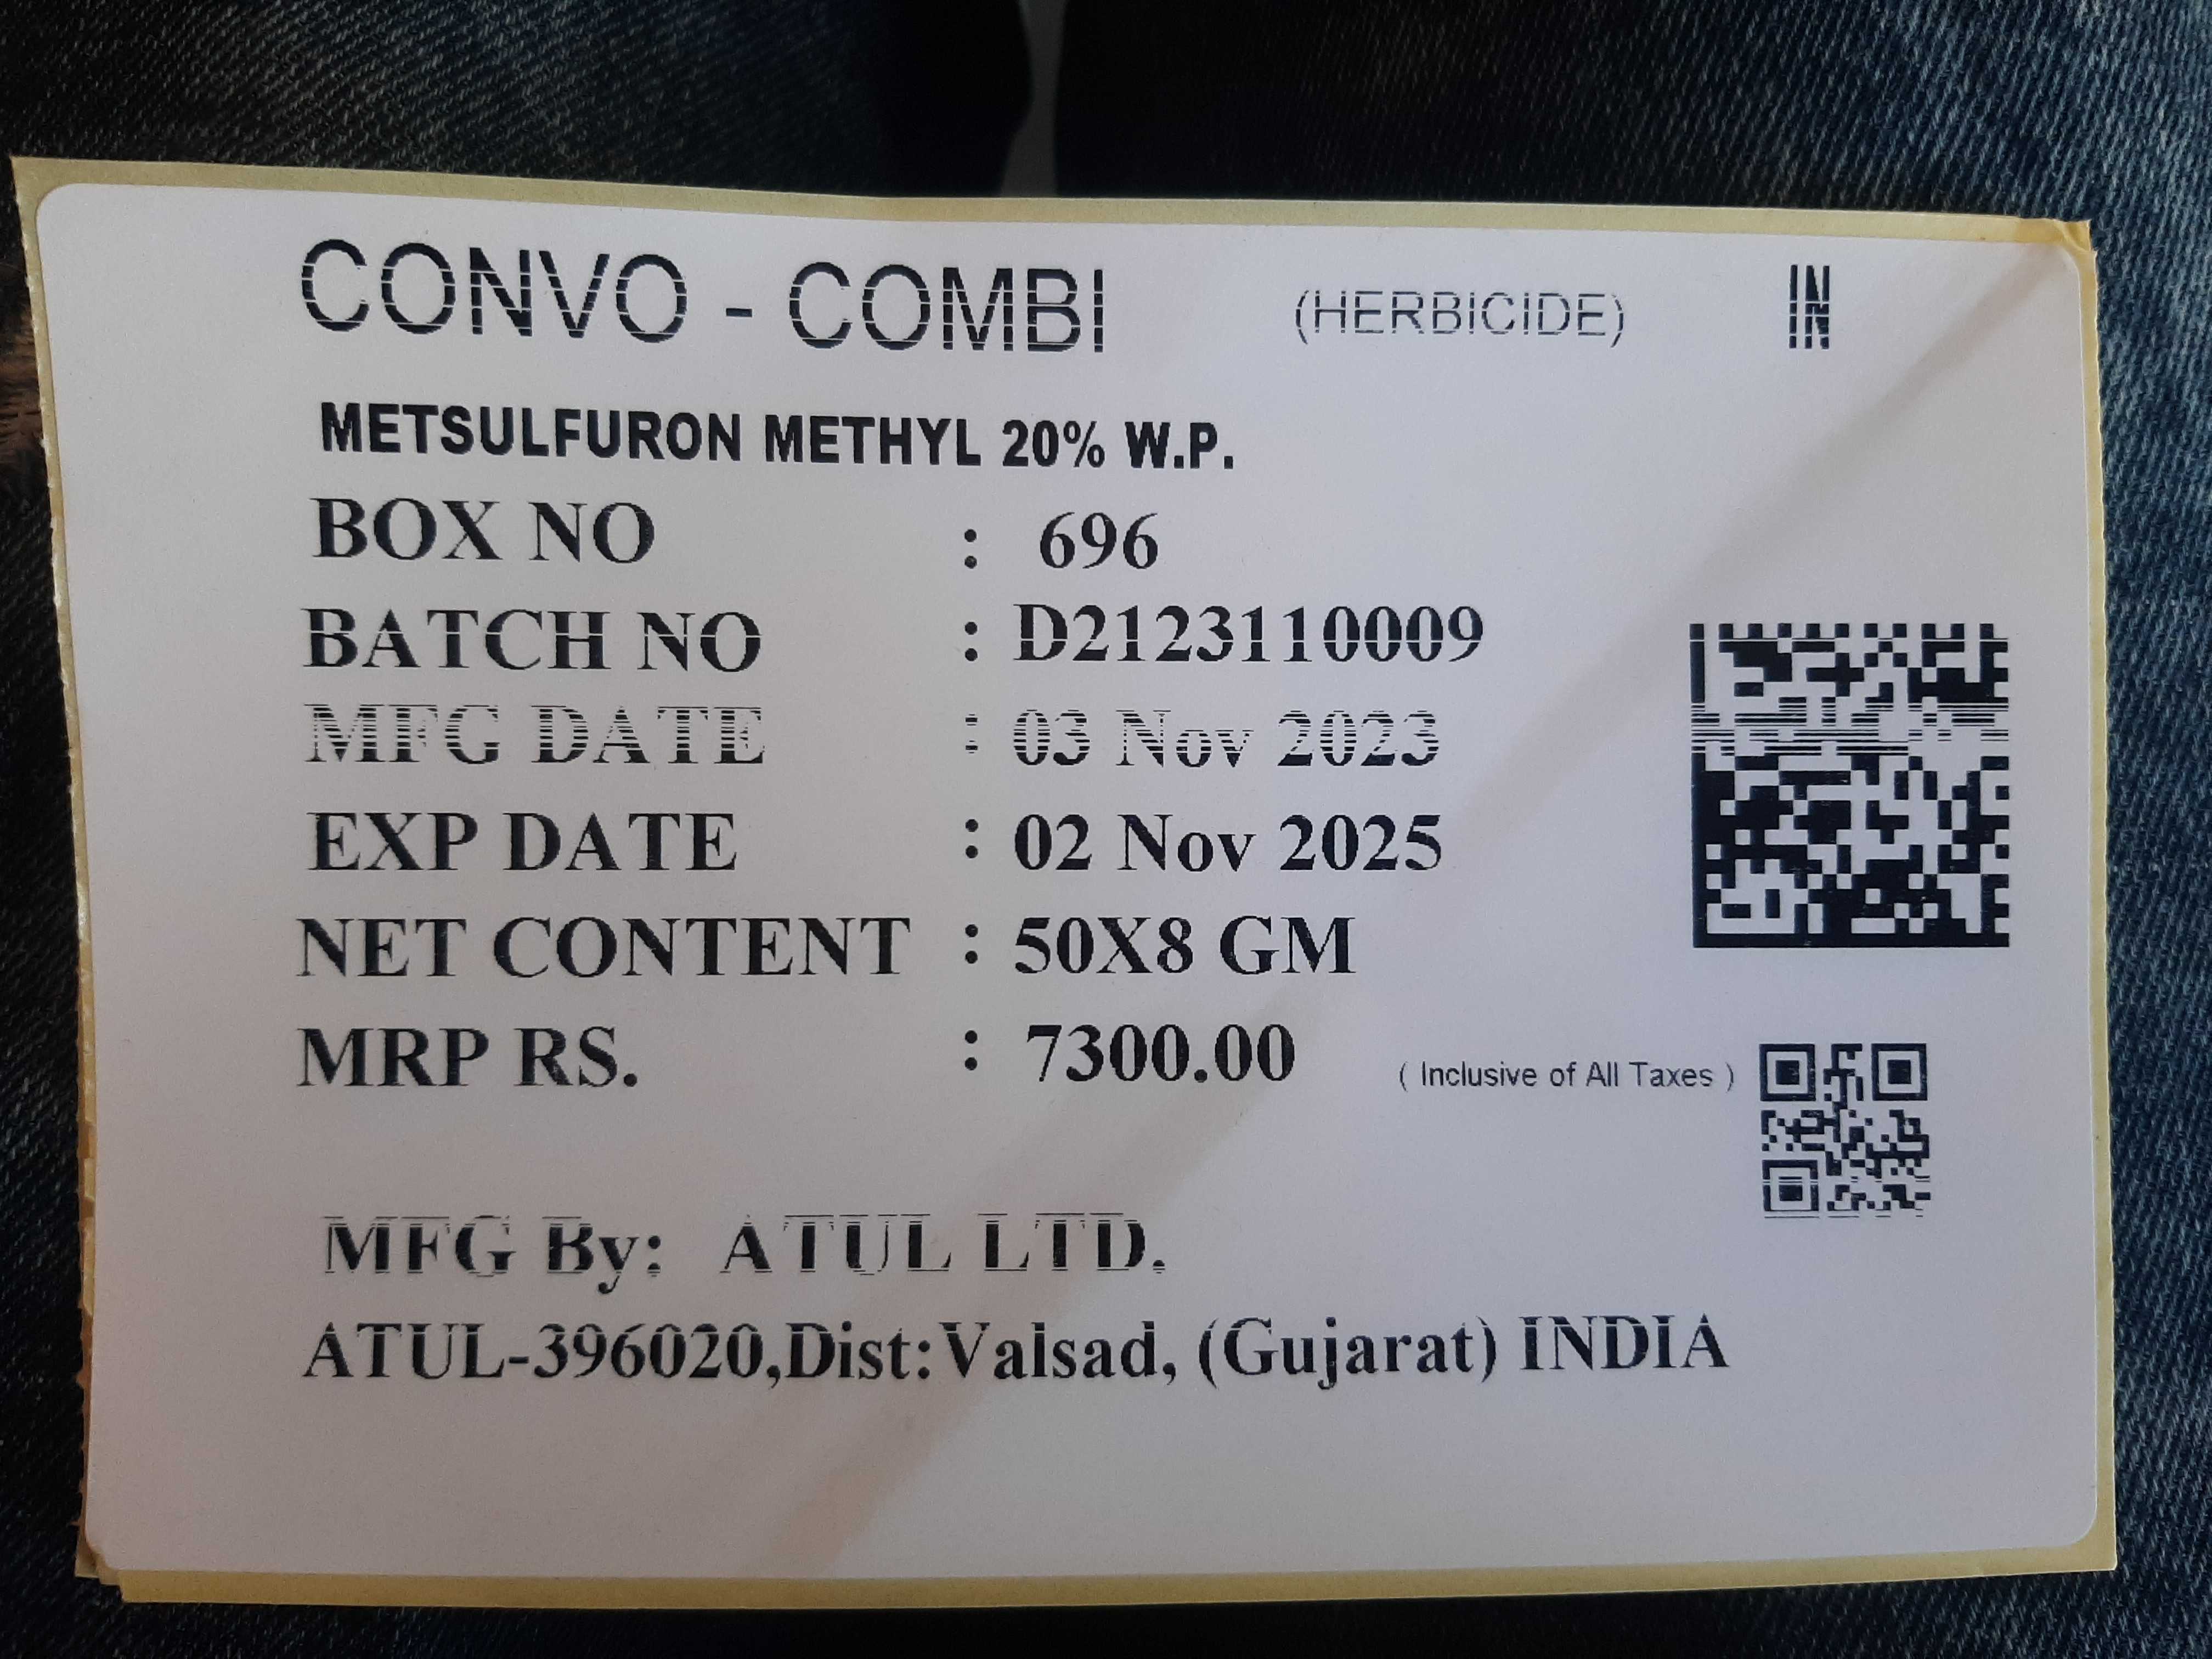 CONVO - COMBI (HERBICIDE) IN
METSULFURON METHYL 20% W.P.
BOX NO : 696
BATCH NO : D2123110009
MFG DATE : 03 Nov 2023
EXP DATE : 02 Nov 2025
NET CONTENT : 50X8 GM
MRP RS. : 7300.00 ( Inclusive of All Taxes )
MFG By: ATUL LTD.
ATUL-396020,Dist:Valsad, (Gujarat) INDIA